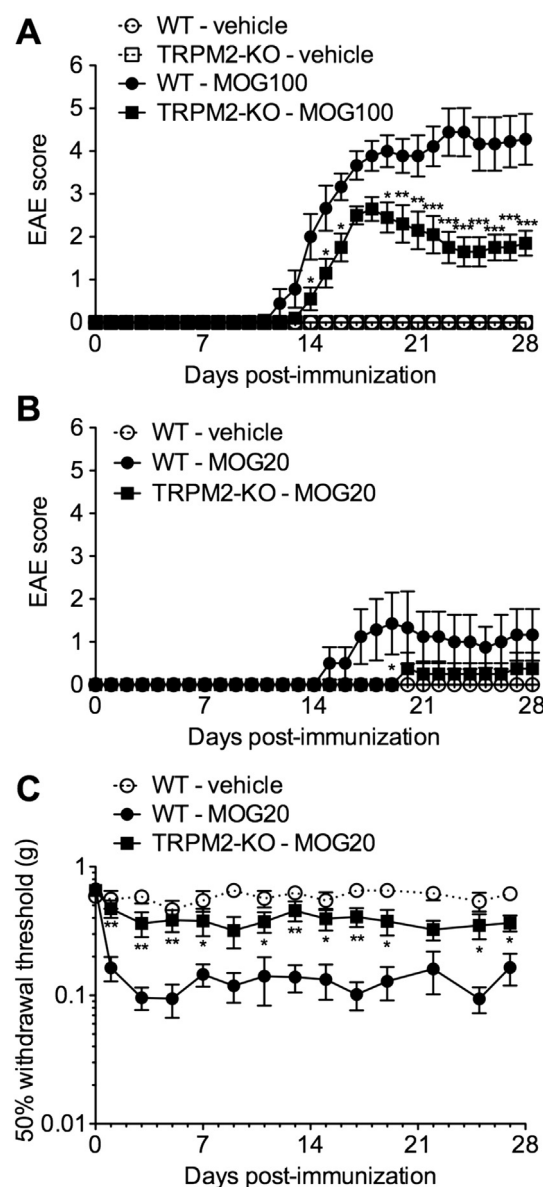 A
WT - vehicle
TRPM2-KO - vehicle
WT - MOG100
TRPM2-KO - MOG100
6
5
4
3
2
1
0
EAE score
* * * * ** ** *** *** *** *** *** *** ***
0 7 14 21 28
Days post-immunization
B
WT - vehicle
WT - MOG20
TRPM2-KO - MOG20
6
5
4
3
2
1
0
EAE score
*
0 7 14 21 28
Days post-immunization
C
WT - vehicle
WT - MOG20
TRPM2-KO - MOG20
1
0.1
0.01
50% withdrawal threshold (g)
** ** ** * * ** * ** * * *
0 7 14 21 28
Days post-immunization